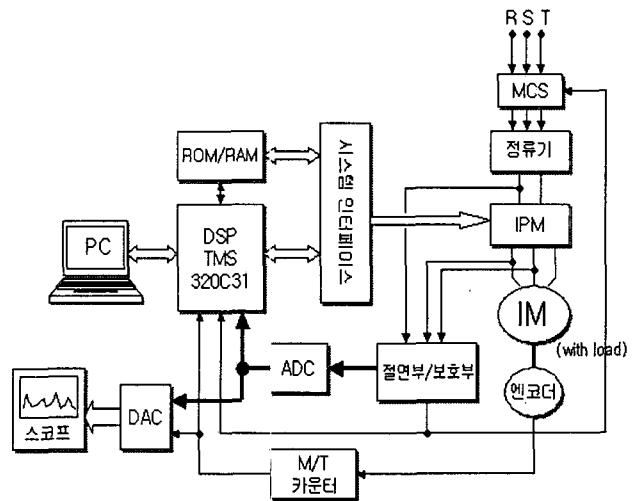 R S T
MCS
정류기
ROM/RAM
시스템 인터페이스
PC
DSP
TMS
320C31
IPM
IM
(with load)
ADC
절연부/보호부
엔코더
스코프
DAC
M/T
카운터